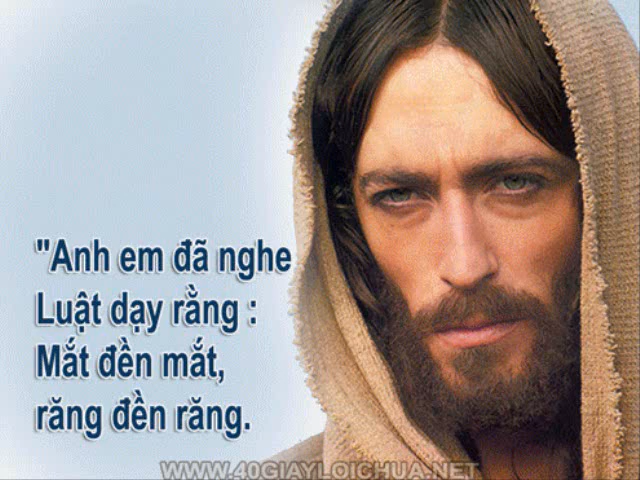 "Anh em đã nghe
Luật dạy rằng :
Mắt đền mắt,
răng đền răng.
WWW.40GIAYLOICHUA.NET